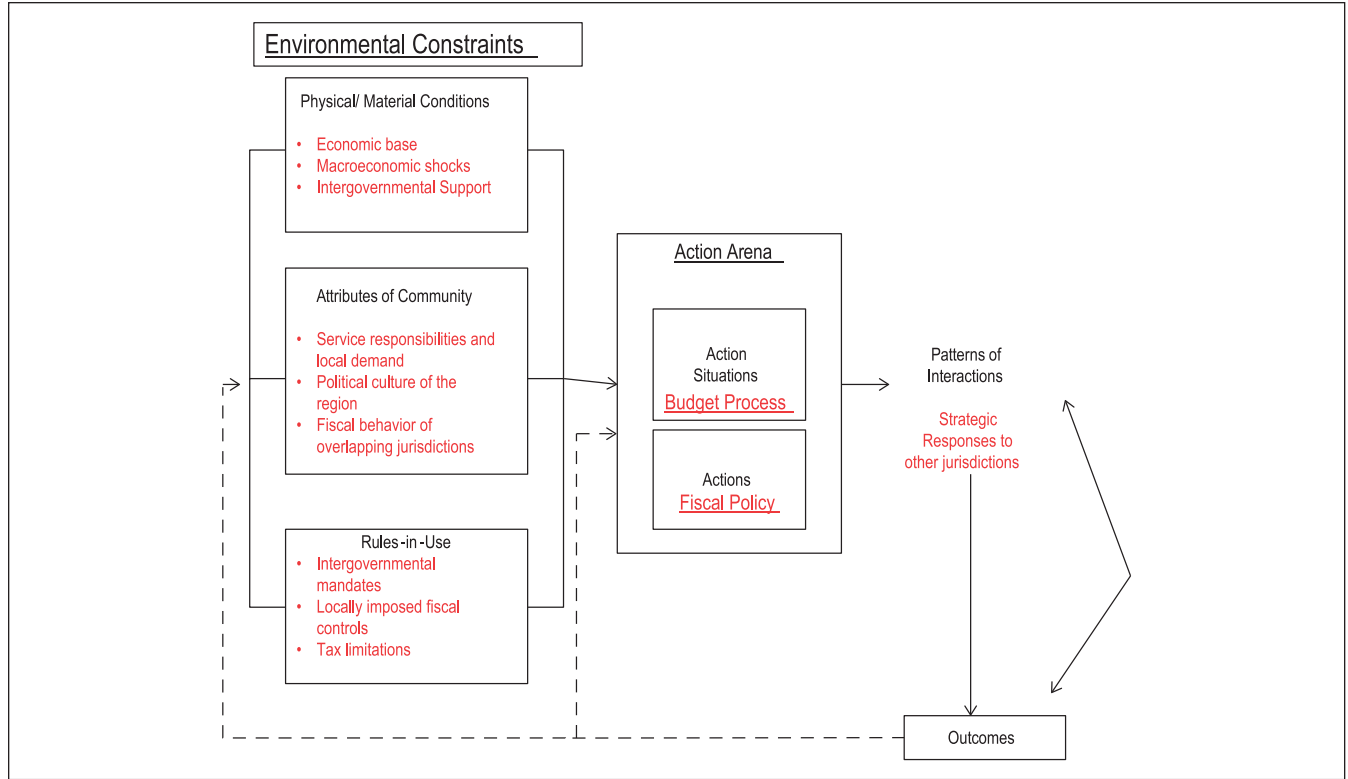 Environmental Constraints
Physical/ Material Conditions
• Economic base
• Macroeconomic shocks
• Intergovernmental Support
Attributes of Community
• Service responsibilities and
local demand
• Political culture of the
region
• Fiscal behavior of
overlapping jurisdictions
Rules-in-Use
• Intergovernmental
mandates
• Locally imposed fiscal
controls
• Tax limitations
Action Arena
Action
Situations
Budget Process
Actions
Fiscal Policy
Patterns of
Interactions
Strategic
Responses to
other jurisdictions
Outcomes